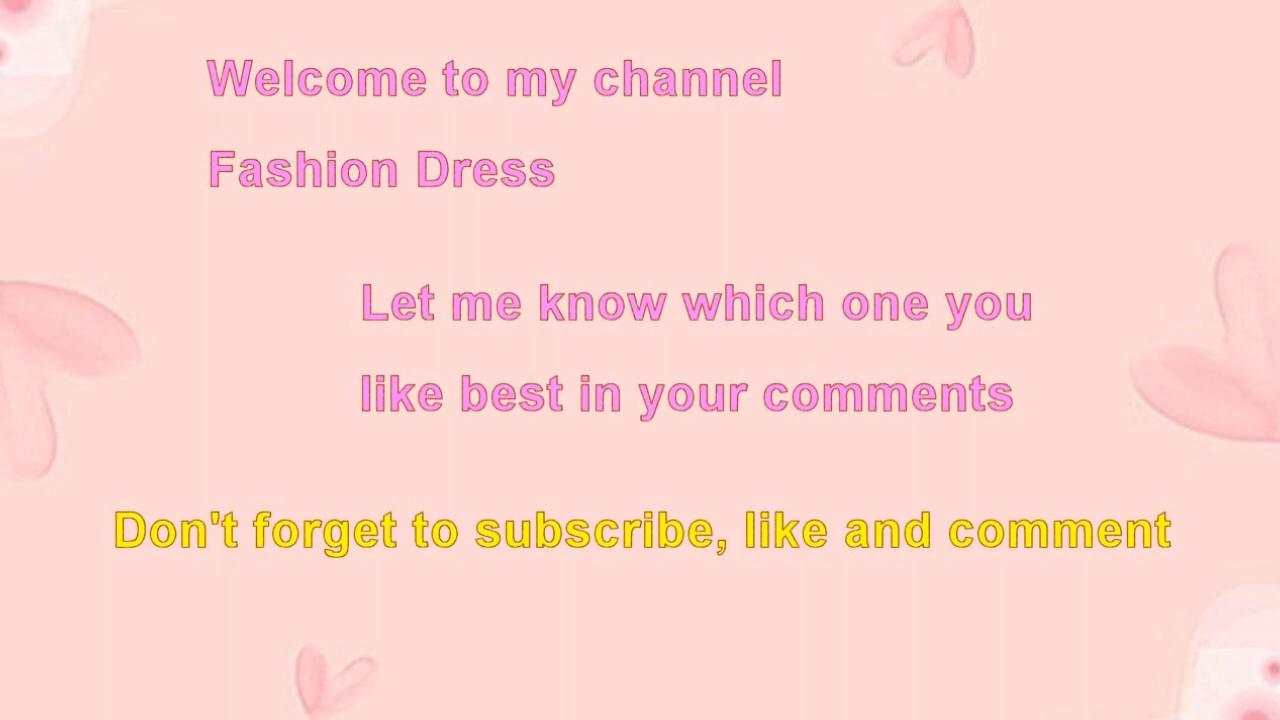 Welcome to my channel
Fashion Dress
Let me know which one you
like best in your comments
Don't forget to subscribe, like and comment